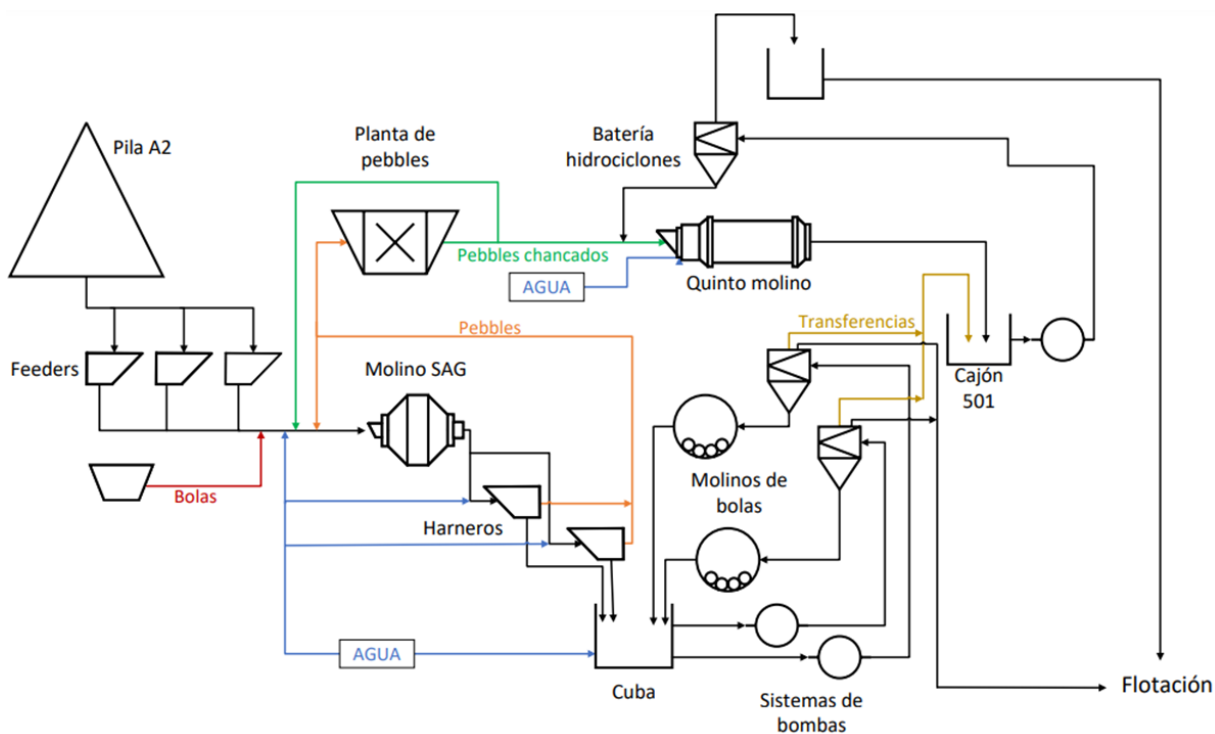 Pila A2
Planta de
pebbles
Batería
hidrociclones
Pebbles chancados
AGUA
Quinto molino
Feeders
Pebbles
Molino SAG
Transferencias
Cajón
501
Bolas
Harneros
Molinos de
bolas
AGUA
Cuba
Sistemas de
bombas
Flotación